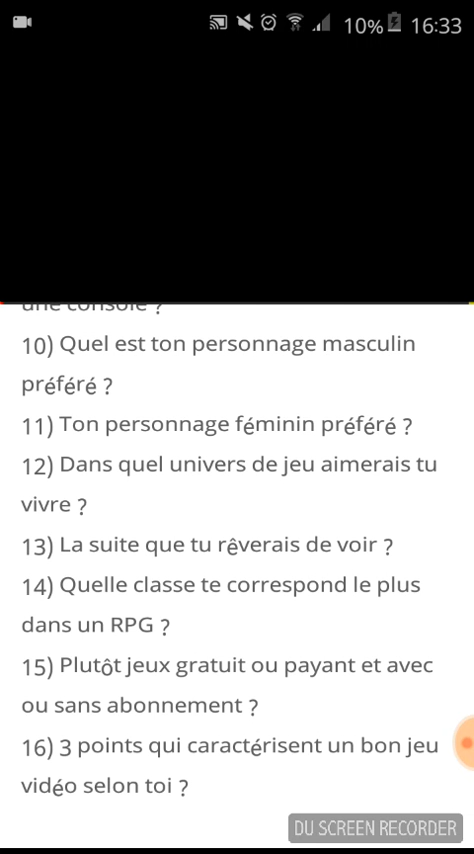 10% 16:33
une console ?
10) Quel est ton personnage masculin
préféré ?
11) Ton personnage féminin préféré ?
12) Dans quel univers de jeu aimerais tu
vivre ?
13) La suite que tu rêverais de voir ?
14) Quelle classe te correspond le plus
dans un RPG ?
15) Plutôt jeux gratuit ou payant et avec
ou sans abonnement ?
16) 3 points qui caractérisent un bon jeu
vidéo selon toi ?
DU SCREEN RECORDER